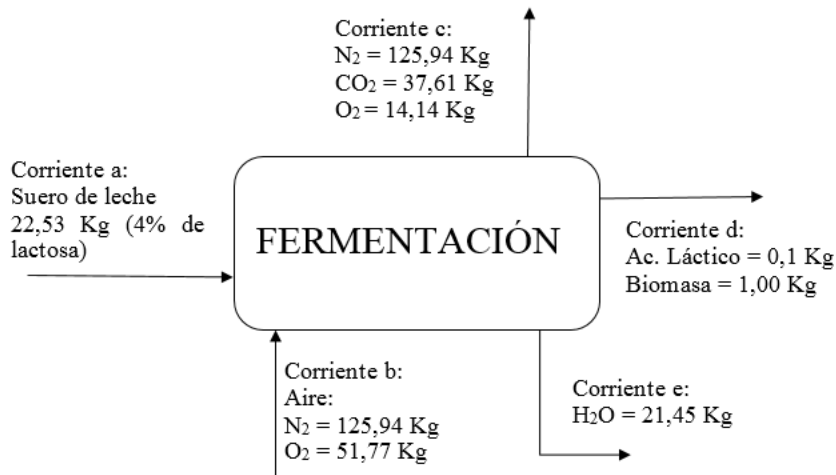 Corriente c:
N₂ = 125,94 Kg
CO₂ = 37,61 Kg
O₂ = 14,14 Kg
Corriente a:
Suero de leche
22,53 Kg (4% de
lactosa)
FERMENTACIÓN
Corriente d:
Ac. Láctico = 0,1 Kg
Biomasa = 1,00 Kg
Corriente b:
Aire:
N₂ = 125,94 Kg
O₂ = 51,77 Kg
Corriente e:
H₂O = 21,45 Kg